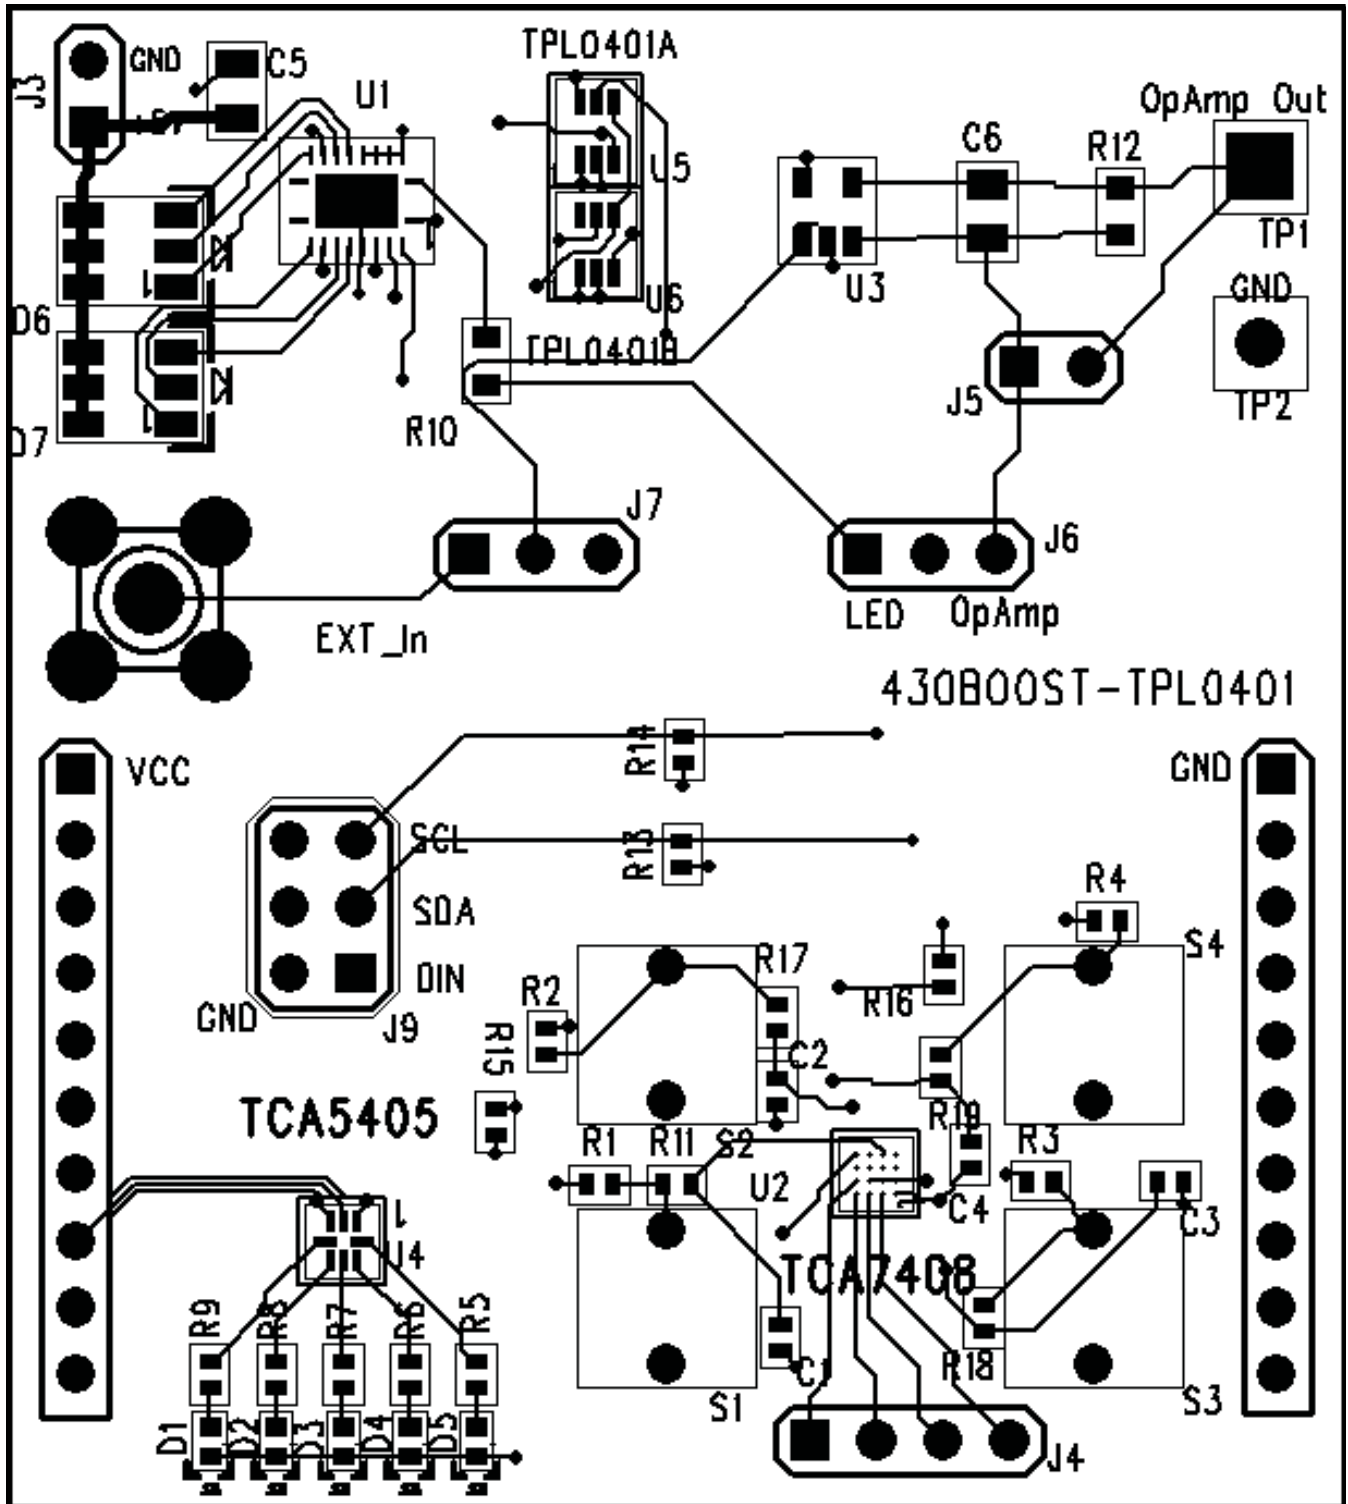 TPL0401A
GND
C5
J3
U1
OpAmp Out
C6
R12
U5
TP1
U6
U3
GND
D6
TPL0401B
J5
TP2
D7
R10
J7
J6
LED
OpAmp
EXT_In
430BOOST-TPL0401
R14
VCC
GND
SCL
R13
SDA
R4
S4
DIN
R17
R2
R16
GND
J9
R15
C2
TCA5405
R19
R1
R11
S2
R3
U2
C4
C3
1
U4
TCA7408
R9
R8
R7
R6
R5
R18
C1
S1
S3
D1
D2
D3
D4
D5
J4